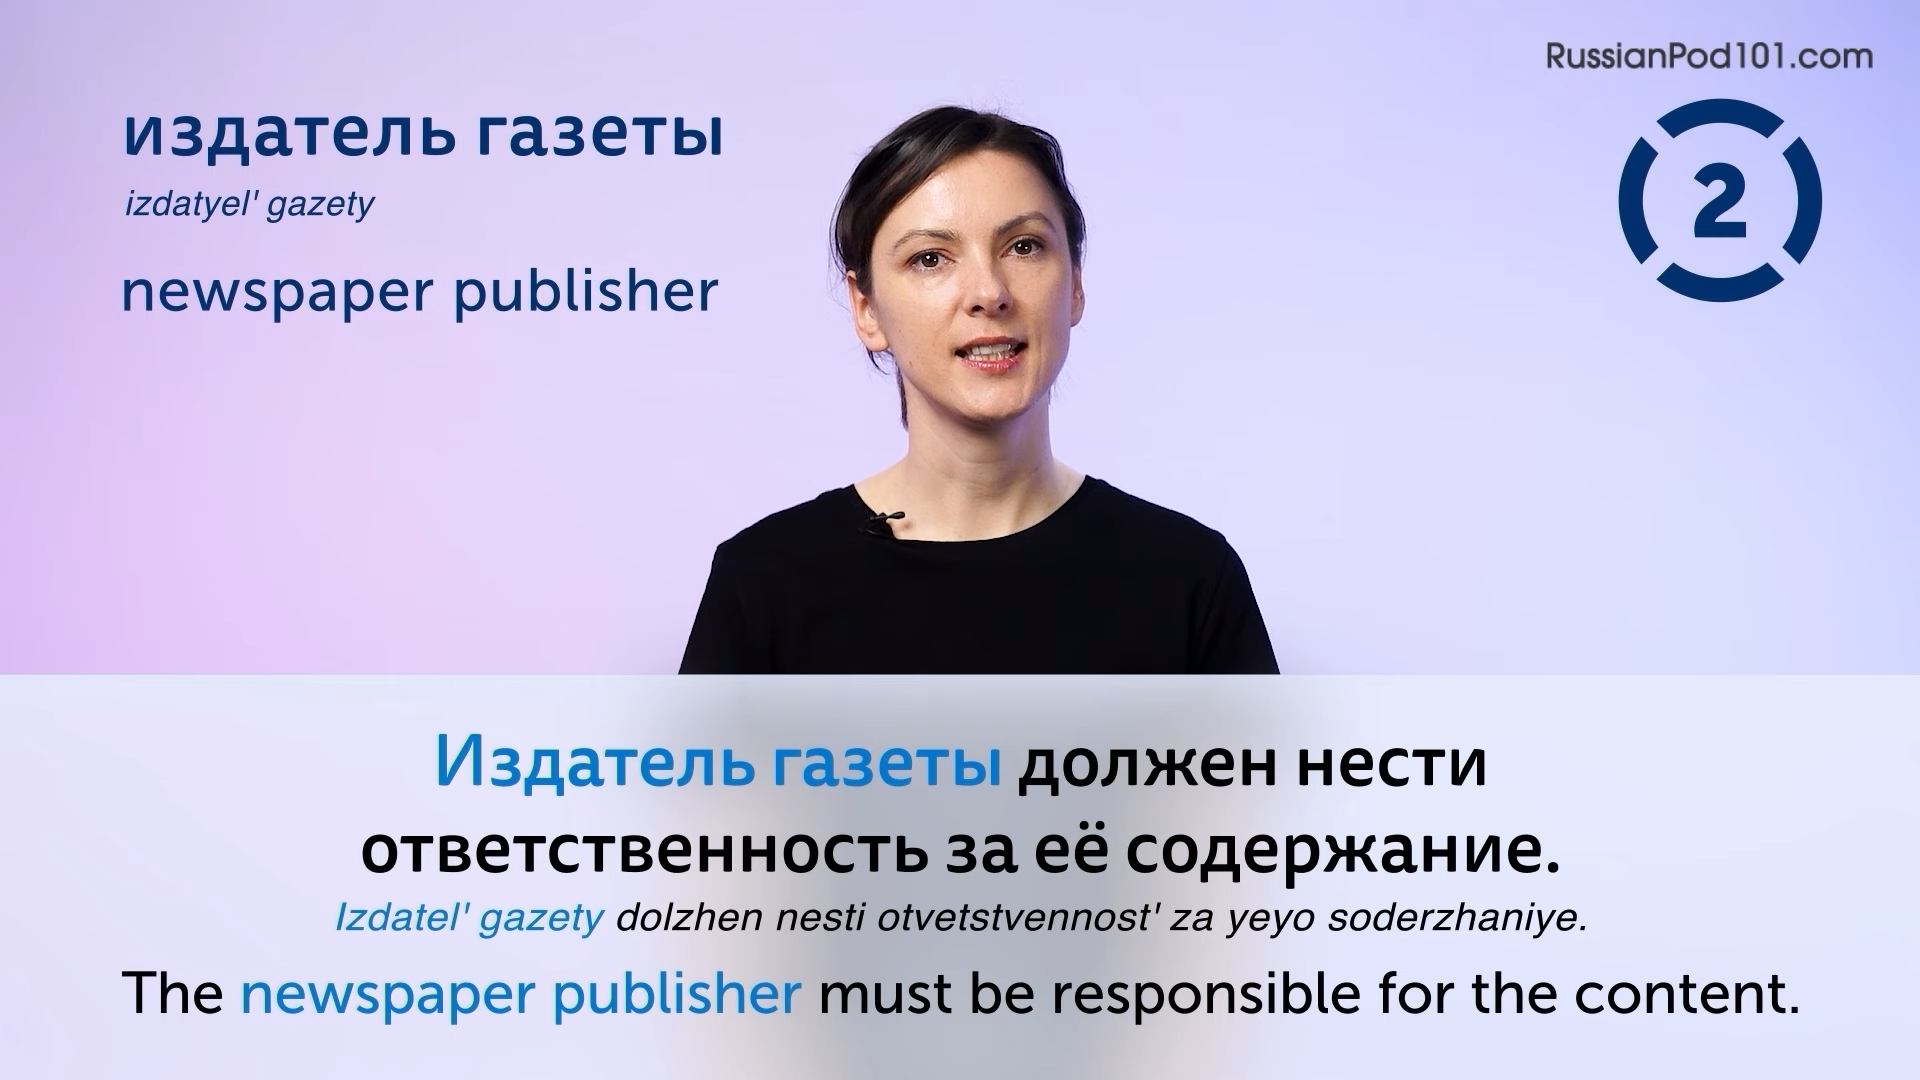 RussianPod101.com
издатель газеты
izdatyel' gazety
newspaper publisher
2
Издатель газеты должен нести
ответственность за её содержание.
Izdatel' gazety dolzhen nesti otvetstvennost' za yeyo soderzhaniye.
The newspaper publisher must be responsible for the content.